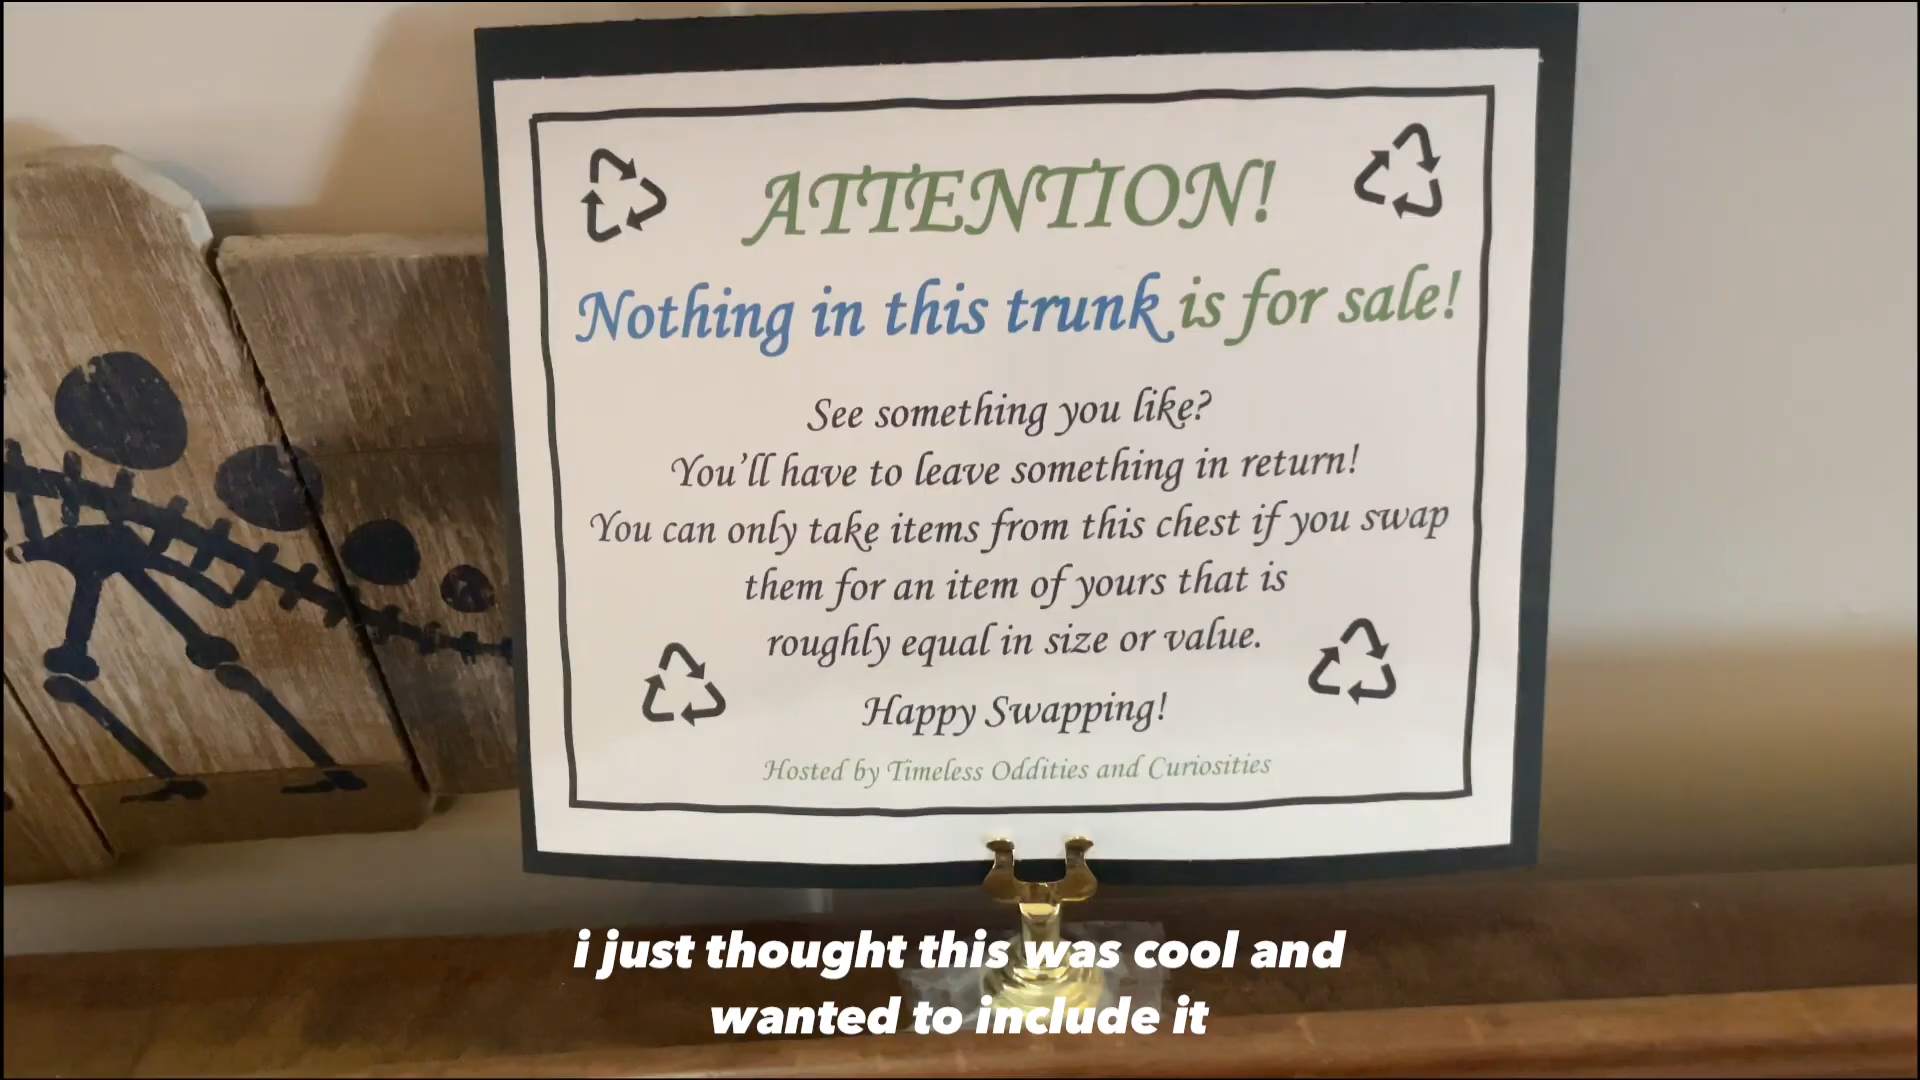 ATTENTION!
Nothing in this trunk is for sale!
See something you like?
You'll have to leave something in return!
You can only take items from this chest if you swap
them for an item of yours that is
roughly equal in size or value.
Happy Swapping!
Hosted by Timeless Oddities and Curiosities
i just thought this was cool and
wanted to include it